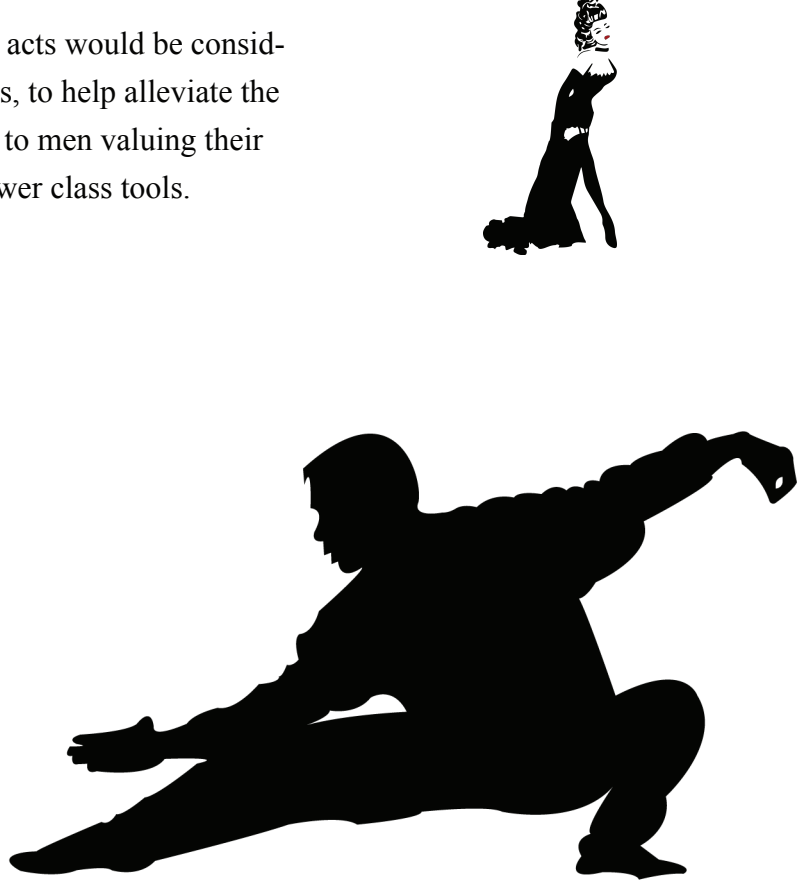 acts would be consid-
s, to help alleviate the
to men valuing their
wer class tools.